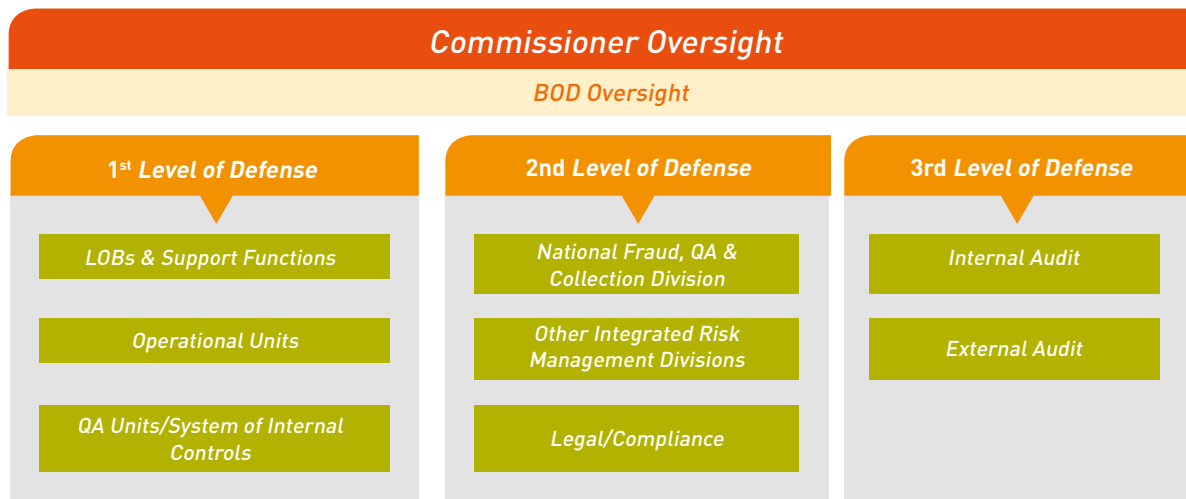 Commissioner Oversight
BOD Oversight
1st Level of Defense
LOBs & Support Functions
Operational Units
QA Units/System of Internal
Controls
2nd Level of Defense
National Fraud, QA &
Collection Division
Other Integrated Risk
Management Divisions
Legal/Compliance
3rd Level of Defense
Internal Audit
External Audit